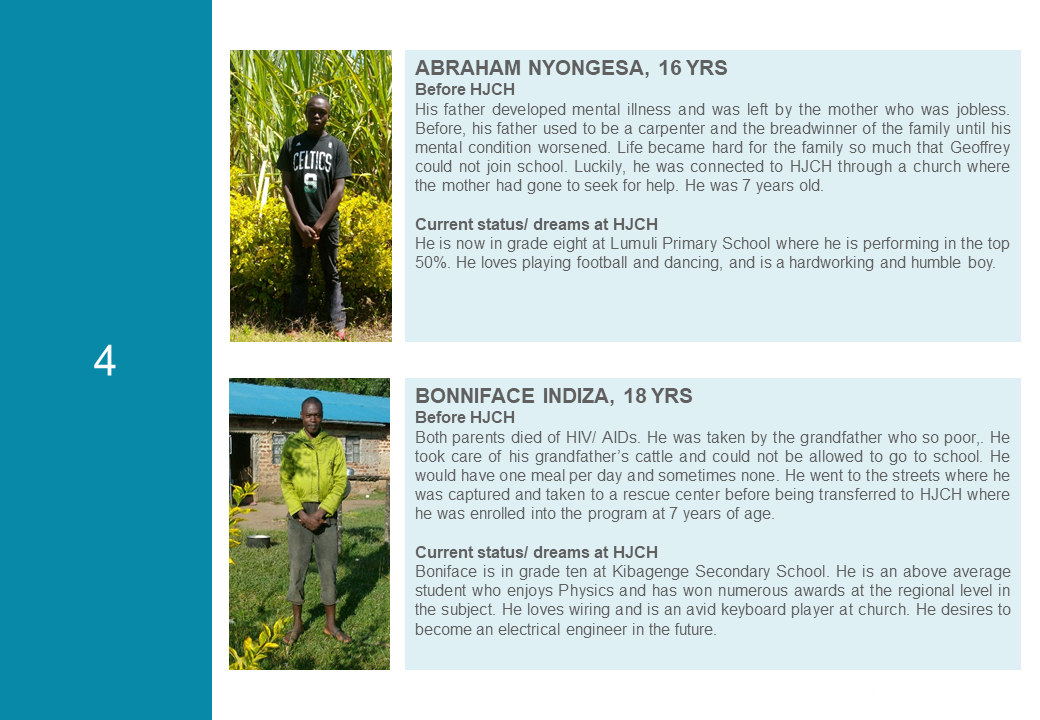 4
CELTICS
ABRAHAM NYONGESA, 16 YRS
Before HJCH
His father developed mental illness and was left by the mother who was jobless.
Before, his father used to be a carpenter and the breadwinner of the family until his
mental condition worsened. Life became hard for the family so much that Geoffrey
could not join school. Luckily, he was connected to HJCH through a church where
the mother had gone to seek for help. He was 7 years old.
Current status/ dreams at HJCH
He is now in grade eight at Lumuli Primary School where he is performing in the top
50%. He loves playing football and dancing, and is a hardworking and humble boy.
BONNIFACE INDIZA, 18 YRS
Before HJCH
Both parents died of HIV/ AIDs. He was taken by the grandfather who so poor,. He
took care of his grandfather’s cattle and could not be allowed to go to school. He
would have one meal per day and sometimes none. He went to the streets where he
was captured and taken to a rescue center before being transferred to HJCH where
he was enrolled into the program at 7 years of age.
Current status/ dreams at HJCH
Boniface is in grade ten at Kibagenge Secondary School. He is an above average
student who enjoys Physics and has won numerous awards at the regional level in
the subject. He loves wiring and is an avid keyboard player at church. He desires to
become an electrical engineer in the future.